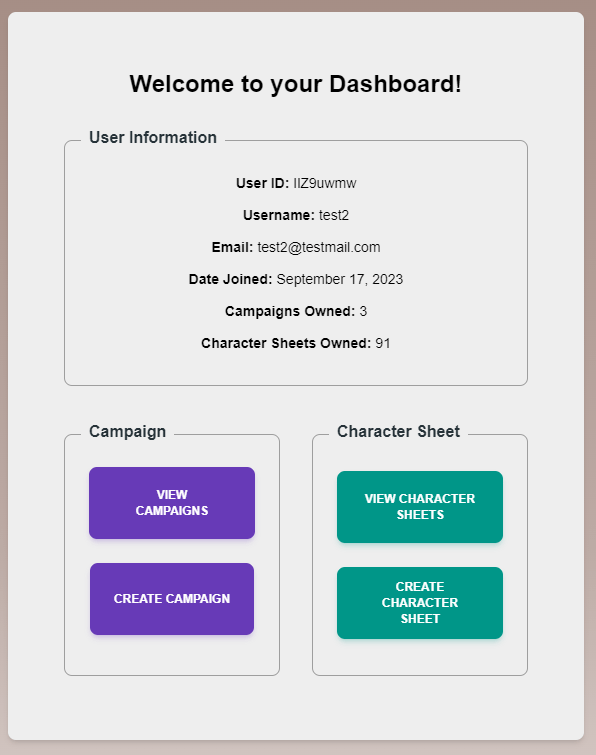 Welcome to your Dashboard!
User Information
User ID: IIZ9uwmw
Username: test2
Email: test2@testmail.com
Date Joined: September 17, 2023
Campaigns Owned: 3
Character Sheets Owned: 91
Campaign
VIEW
CAMPAIGNS
CREATE CAMPAIGN
Character Sheet
VIEW CHARACTER
SHEETS
CREATE
CHARACTER
SHEET